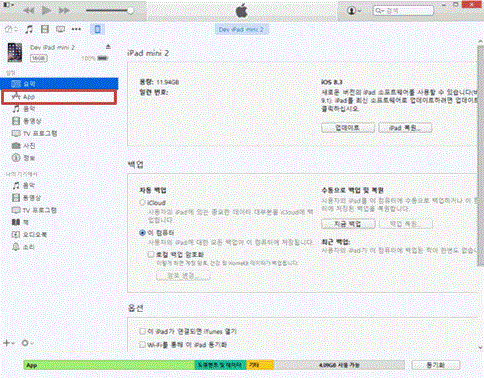 검색
Dev iPad mini 2
Dev iPad mini 2
16GB
100%
설정
요약
App
음악
동영상
TV 프로그램
사진
정보
나의 기기에서
음악
동영상
TV 프로그램
책
오디오북
소리
iPad mini 2
용량: 11.94GB
일련 번호:
iOS 8.3
새로운 버전의 iPad 소프트웨어를 사용할 수 있습니다(버
9.1). iPad를 최신 소프트웨어로 업데이트하려면 업데이트
클릭하십시오.
업데이트
iPad 복원...
백업
자동 백업
iCloud
사용자의 iPad에 있는 중요한 데이터 대부분을 iCloud에 백
업합니다.
이 컴퓨터
사용자의 iPad에 대한 모든 백업이 이 컴퓨터에 저장됩니다.
로컬 백업 암호화
이렇게 하면 계정 암호, 건강 및 HomeKit 데이터가 백업됩니다.
암호 변경...
수동으로 백업 및 복원
사용자의 iPad를 이 컴퓨터에 수동으로 백업하거나 이 컴
터에 저장된 백업을 복원합니다.
지금 백업
백업 복원...
최근 백업:
사용자의 iPad가 이 컴퓨터에 백업된 적이 한번도 없습니
옵션
이 iPad가 연결되면 iTunes 열기
Wi-Fi를 통해 이 iPad 동기화
App
도큐멘트 및 데이터
기타
4.09GB 사용 가능
동기화